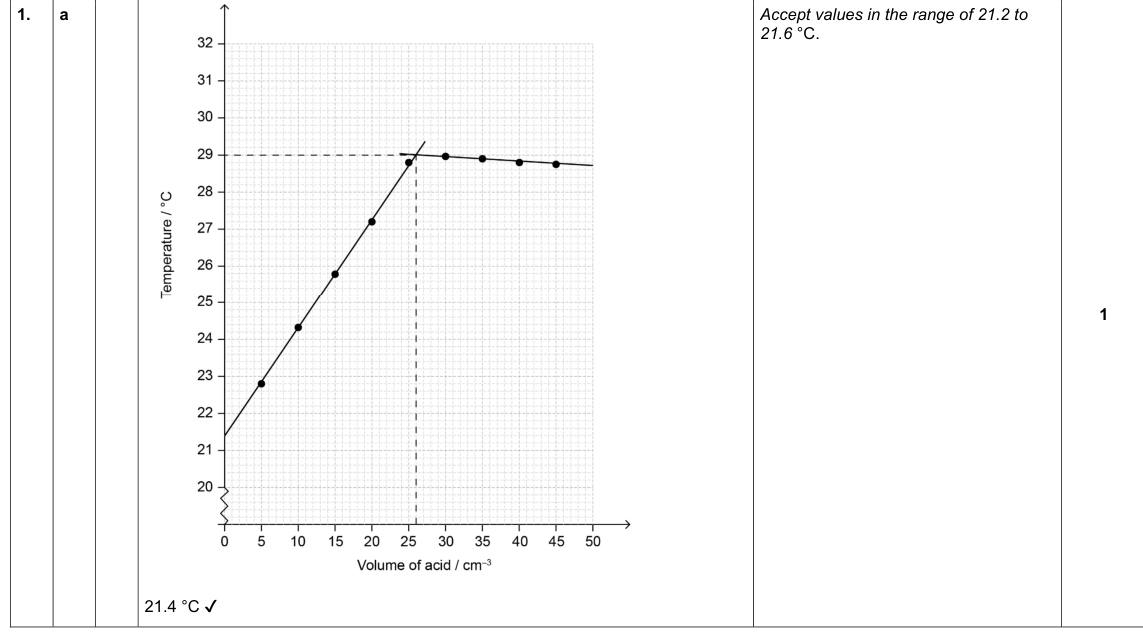 1.
a
Accept values in the range of 21.2 to
21.6 °C.
32
31
30
29
28
27
26
25
24
23
22
21
20
Temperature / °C
0 5 10 15 20 25 30 35 40 45 50
Volume of acid / cm⁻³
1
21.4 °C ✓